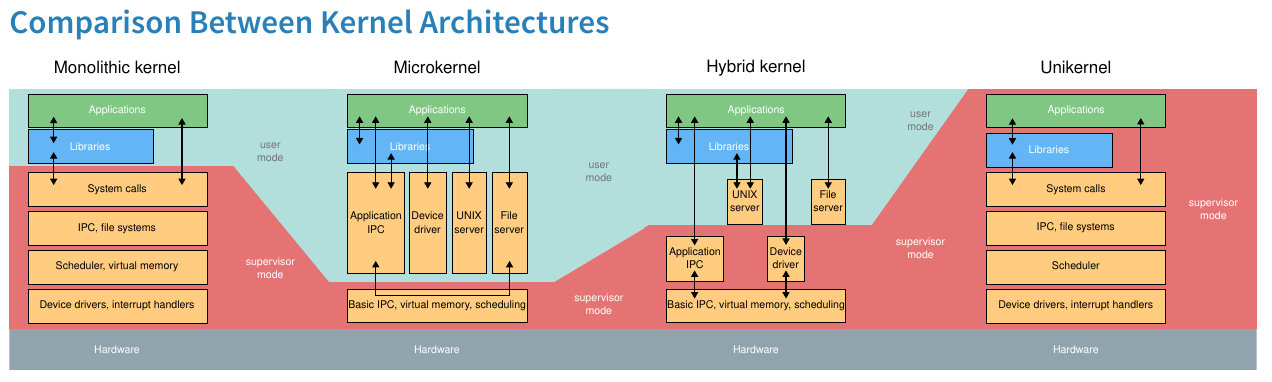 Comparison Between Kernel Architectures
Monolithic kernel
Applications
Libraries
System calls
IPC, file systems
Scheduler, virtual memory
Device drivers, interrupt handlers
Hardware
user
mode
supervisor
mode
Microkernel
Applications
Libraries
Application
IPC
Device
driver
UNIX
server
File
server
Basic IPC, virtual memory, scheduling
Hardware
user
mode
supervisor
mode
Hybrid kernel
Applications
Libraries
UNIX
server
File
server
Application
IPC
Device
driver
Basic IPC, virtual memory, scheduling
Hardware
user
mode
supervisor
mode
Unikernel
Applications
Libraries
System calls
IPC, file systems
Scheduler
Device drivers, interrupt handlers
Hardware
supervisor
mode